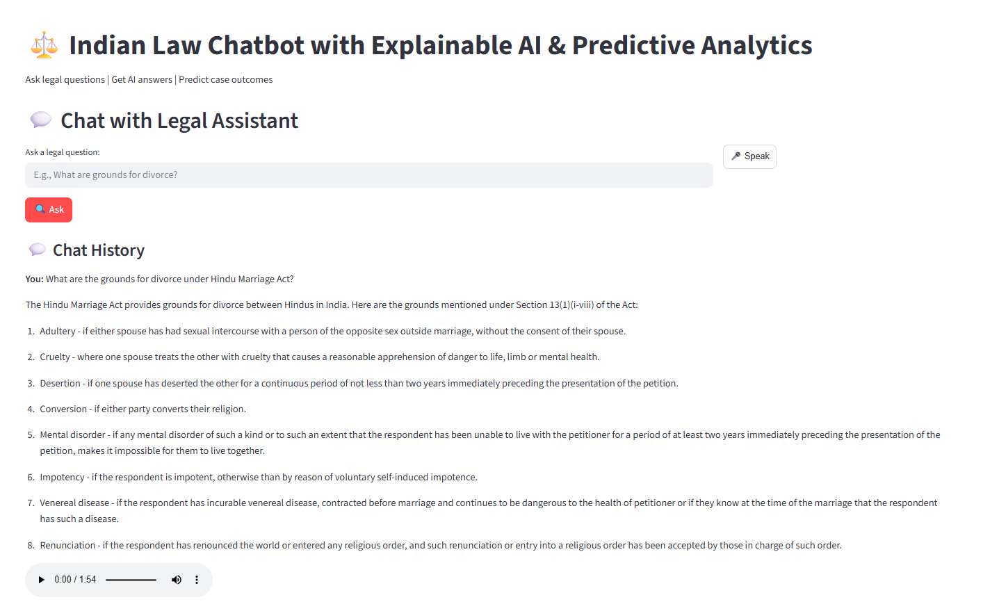 Indian Law Chatbot with Explainable AI & Predictive Analytics
Ask legal questions | Get AI answers | Predict case outcomes
Chat with Legal Assistant
Ask a legal question:
Speak
E.g., What are grounds for divorce?
Ask
Chat History
You: What are the grounds for divorce under Hindu Marriage Act?
The Hindu Marriage Act provides grounds for divorce between Hindus in India. Here are the grounds mentioned under Section 13(1)(i-viii) of the Act:
1. Adultery - if either spouse has had sexual intercourse with a person of the opposite sex outside marriage, without the consent of their spouse.
2. Cruelty - where one spouse treats the other with cruelty that causes a reasonable apprehension of danger to life, limb or mental health.
3. Desertion - if one spouse has deserted the other for a continuous period of not less than two years immediately preceding the presentation of the petition.
4. Conversion - if either party converts their religion.
5. Mental disorder - if any mental disorder of such a kind or to such an extent that the respondent has been unable to live with the petitioner for a period of at least two years immediately preceding the presentation of the
petition, makes it impossible for them to live together.
6. Impotency - if the respondent is impotent, otherwise than by reason of voluntary self-induced impotence.
7. Venereal disease - if the respondent has incurable venereal disease, contracted before marriage and continues to be dangerous to the health of petitioner or if they know at the time of the marriage that the respondent
has such a disease.
8. Renunciation - if the respondent has renounced the world or entered any religious order, and such renunciation or entry into a religious order has been accepted by those in charge of such order.
0:00 / 1:54